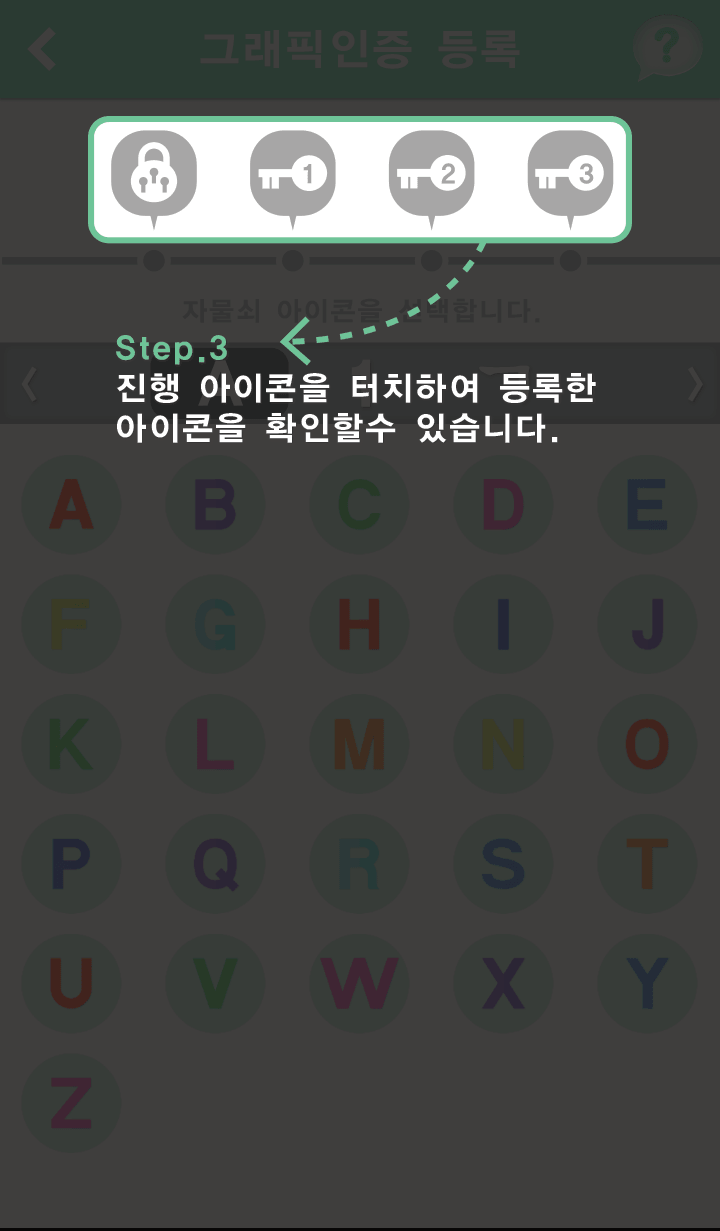 그래픽인증 등록
?
1 2 3
자물쇠 아이콘을 선택합니다.
Step.3
진행 아이콘을 터치하여 등록한
아이콘을 확인할수 있습니다.
A B C D E
F G H I J
K L M N O
P Q R S T
U V W X Y
Z